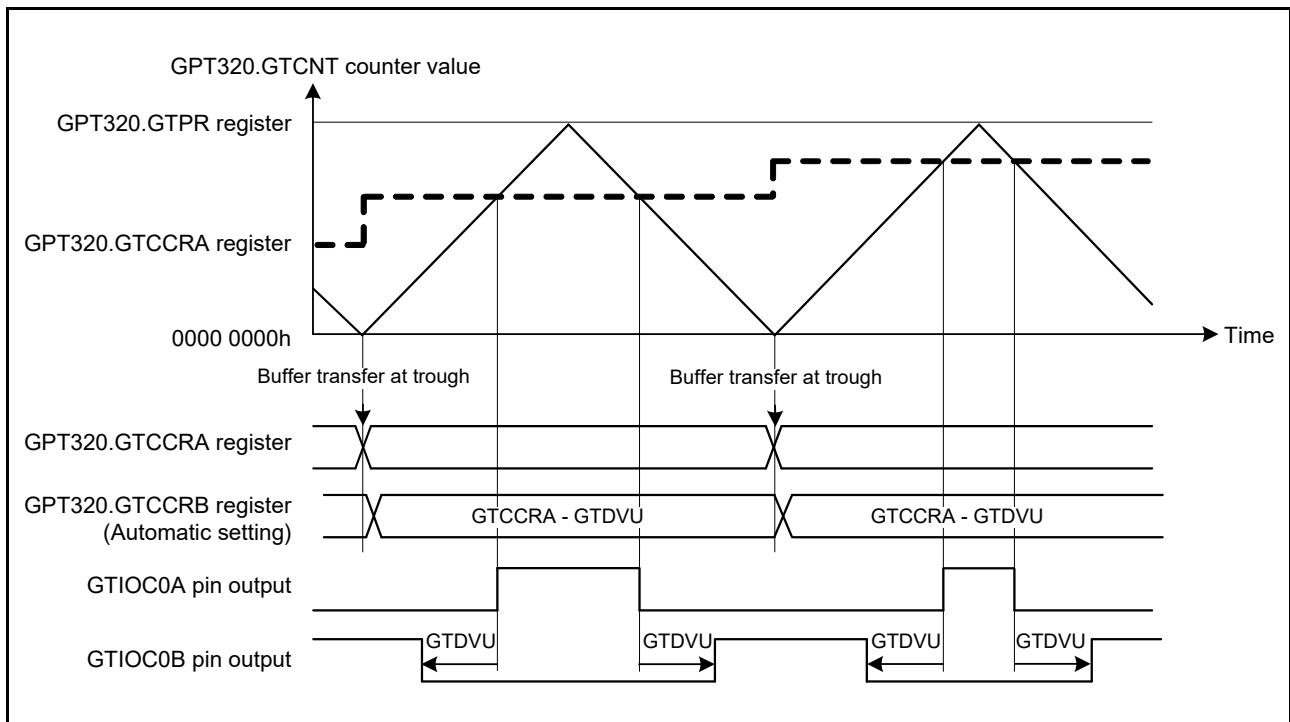 GPT320.GTCNT counter value
GPT320.GTPR register
GPT320.GTCCRA register
0000 0000h
Time
Buffer transfer at trough
Buffer transfer at trough
GPT320.GTCCRA register
GPT320.GTCCRB register
(Automatic setting)
GTCCRA - GTDVU
GTCCRA - GTDVU
GTIOC0A pin output
GTIOC0B pin output
GTDVU
GTDVU
GTDVU
GTDVU